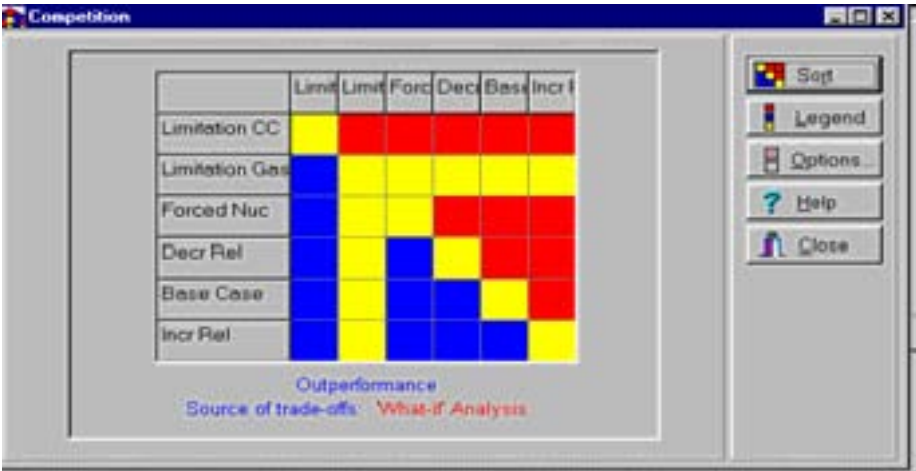 Competition
Limit Limit Forc Decr Base Incr R
Limitation CC
Limitation Gas
Forced Nuc
Decr Rel
Base Case
Incr Rel
Outperformance
Source of trade-offs 'What-if' Analysis
Sort
Legend
Options...
Help
Close